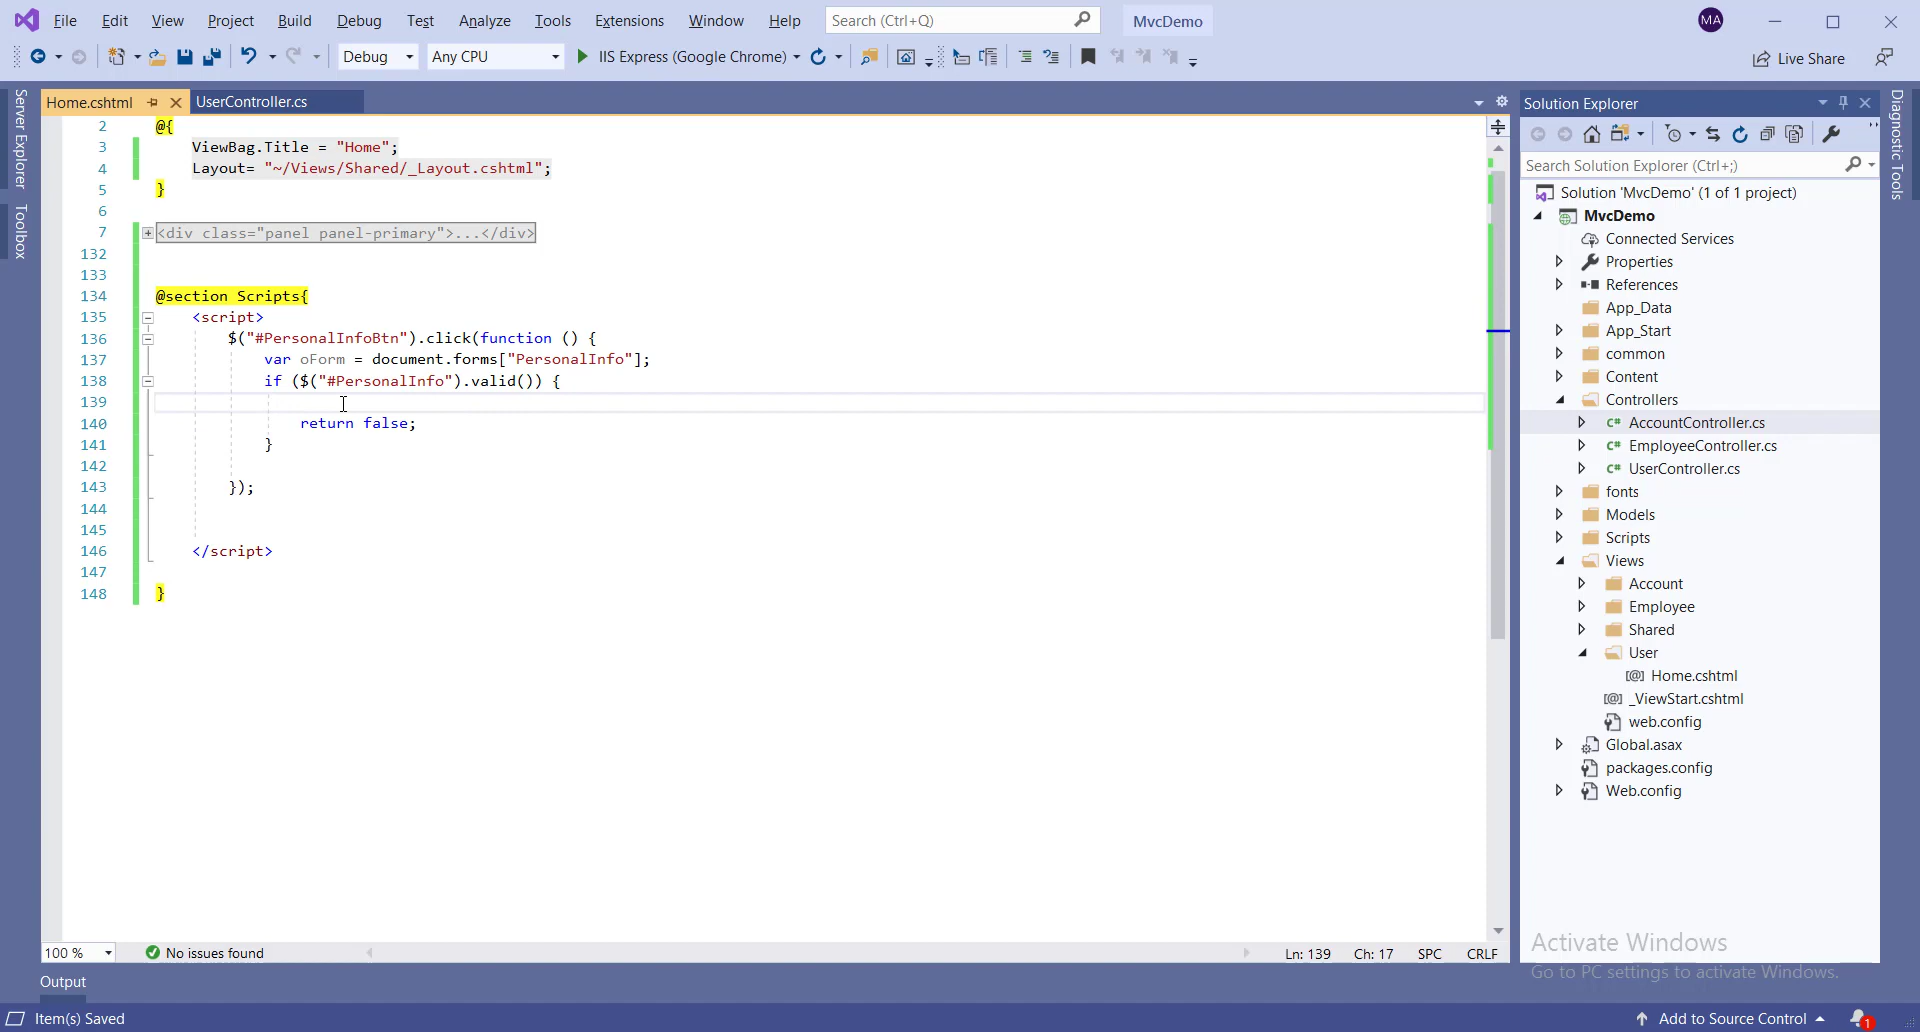 File Edit View Project Build Debug Test Analyze Tools Extensions Window Help Search (Ctrl+Q) MvcDemo MA
Debug Any CPU IIS Express (Google Chrome) Live Share
Server Explorer
Toolbox
Home.cshtml UserController.cs
2 @{
3 ViewBag.Title = "Home";
4 Layout= "~/Views/Shared/_Layout.cshtml";
5 }
6
7 <div class="panel panel-primary">...</div>
132
133
134 @section Scripts{
135 <script>
136 $("#PersonalInfoBtn").click(function () {
137 var oForm = document.forms["PersonalInfo"];
138 if ($("#PersonalInfo").valid()) {
139
140 return false;
141 }
142
143 });
144
145
146 </script>
147
148 }
100 % No issues found Ln: 139 Ch: 17 SPC CRLF
Output
Item(s) Saved Add to Source Control 1
Solution Explorer
Search Solution Explorer (Ctrl+;)
Solution 'MvcDemo' (1 of 1 project)
MvcDemo
Connected Services
Properties
References
App_Data
App_Start
common
Content
Controllers
C# AccountController.cs
C# EmployeeController.cs
C# UserController.cs
fonts
Models
Scripts
Views
Account
Employee
Shared
User
[@] Home.cshtml
[@] _ViewStart.cshtml
web.config
Global.asax
packages.config
Web.config
Activate Windows
Go to PC settings to activate Windows.
Diagnostic Tools